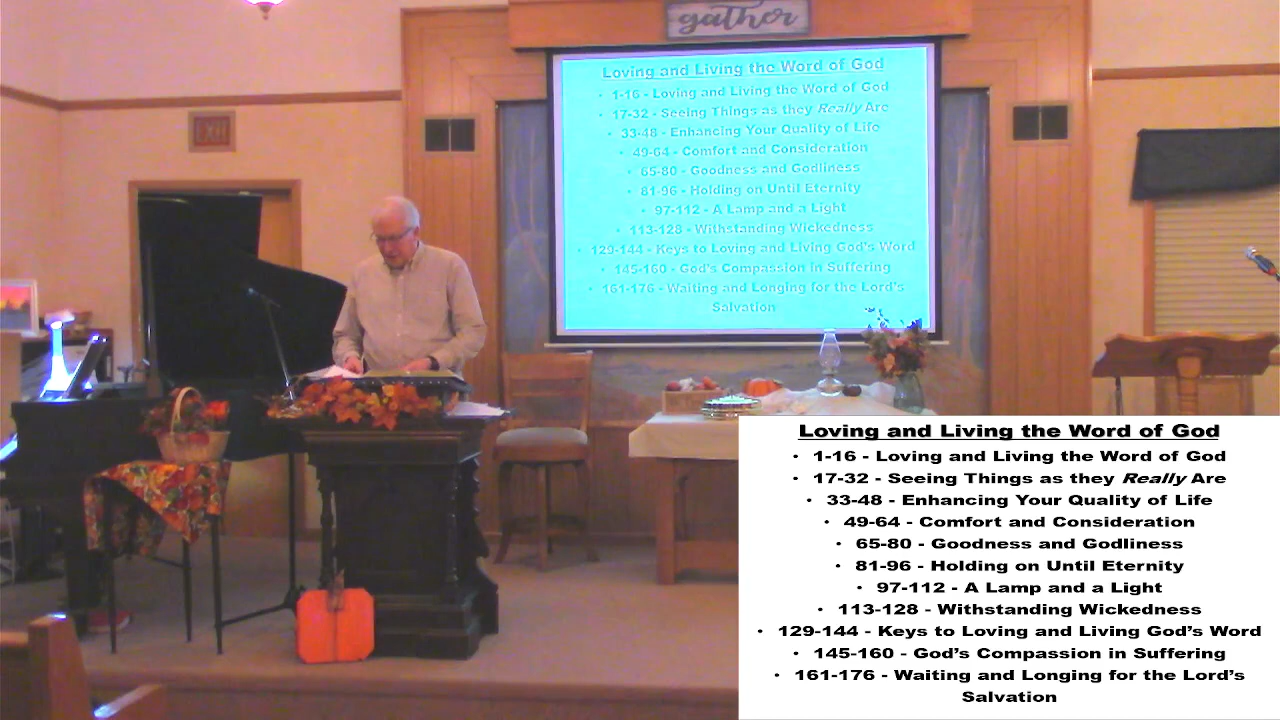 gather
EXIT
Loving and Living the Word of God
• 1-16 - Loving and Living the Word of God
• 17-32 - Seeing Things as they Really Are
• 33-48 - Enhancing Your Quality of Life
• 49-64 - Comfort and Consideration
• 65-80 - Goodness and Godliness
• 81-96 - Holding on Until Eternity
• 97-112 - A Lamp and a Light
• 113-128 - Withstanding Wickedness
• 129-144 - Keys to Loving and Living God's Word
• 145-160 - God's Compassion in Suffering
• 161-176 - Waiting and Longing for the Lord's
Salvation
Loving and Living the Word of God
• 1-16 - Loving and Living the Word of God
• 17-32 - Seeing Things as they Really Are
• 33-48 - Enhancing Your Quality of Life
• 49-64 - Comfort and Consideration
• 65-80 - Goodness and Godliness
• 81-96 - Holding on Until Eternity
• 97-112 - A Lamp and a Light
• 113-128 - Withstanding Wickedness
• 129-144 - Keys to Loving and Living God’s Word
• 145-160 - God’s Compassion in Suffering
• 161-176 - Waiting and Longing for the Lord’s
Salvation